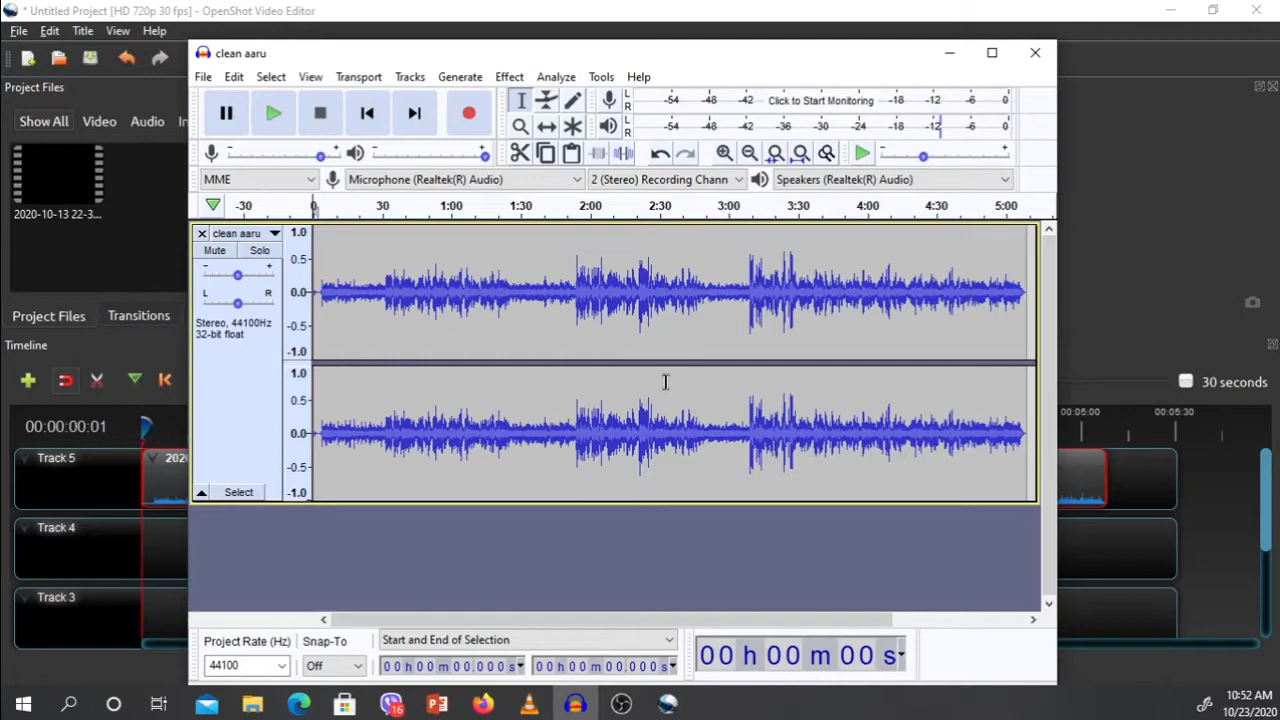 * Untitled Project [HD 720p 30 fps] - OpenShot Video Editor
File Edit Title View Help
Project Files
Show All Video Audio In
2020-10-13 22-3...
Project Files Transitions
Timeline
30 seconds
00:00:00:01
00:05:00 00:05:30
Track 5
202
Track 4
Track 3
clean aaru
File Edit Select View Transport Tracks Generate Effect Analyze Tools Help
L
R
-54 -48 -42 Click to Start Monitoring -18 -12 -6 0
L
R
-54 -48 -42 -36 -30 -24 -18 -12 -6 0
MME Microphone (Realtek(R) Audio) 2 (Stereo) Recording Chann Speakers (Realtek(R) Audio)
-30 0 30 1:00 1:30 2:00 2:30 3:00 3:30 4:00 4:30 5:00
clean aaru
Mute Solo
- +
L R
Stereo, 44100Hz
32-bit float
Select
1.0
0.5
0.0
-0.5
-1.0
1.0
0.5
0.0
-0.5
-1.0
Project Rate (Hz) Snap-To Start and End of Selection
44100 Off 00 h 00 m 00.000 s 00 h 00 m 00.000 s
00 h 00 m 00 s
16
10:52 AM
10/23/2020